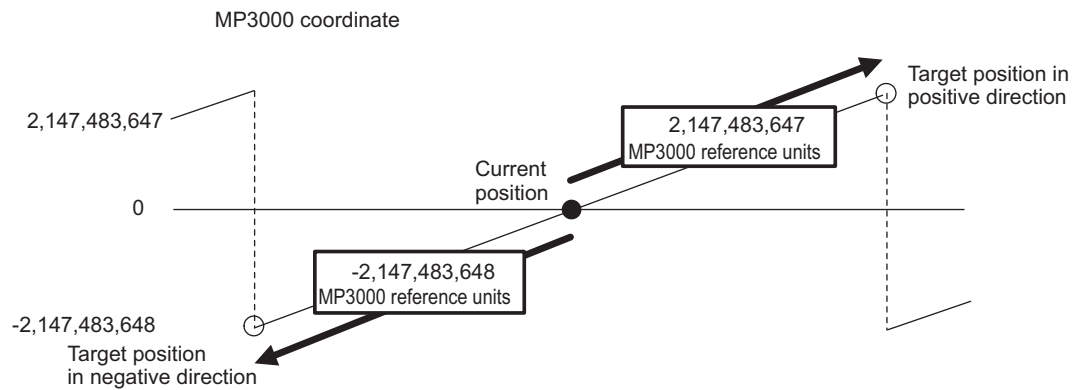 MP3000 coordinate
Target position in
positive direction
2,147,483,647
2,147,483,647
MP3000 reference units
Current
position
0
-2,147,483,648
MP3000 reference units
-2,147,483,648
Target position
in negative direction